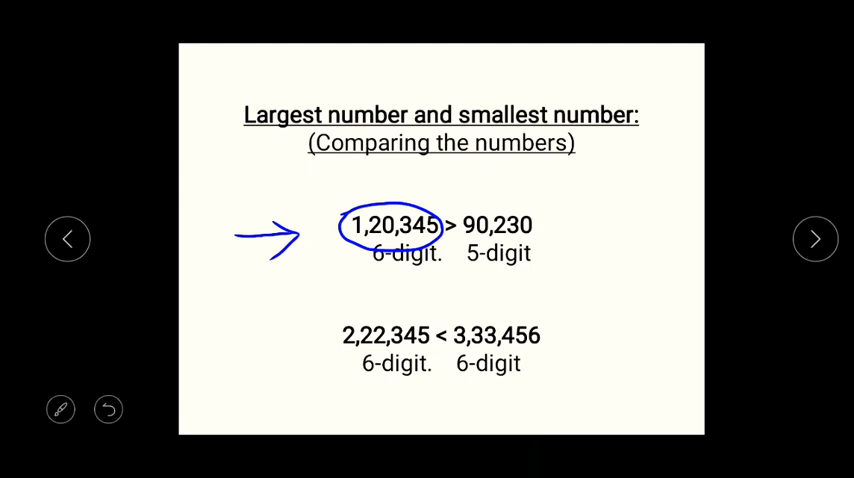 Largest number and smallest number:
(Comparing the numbers)
1,20,345 > 90,230
6-digit. 5-digit
2,22,345 < 3,33,456
6-digit. 6-digit